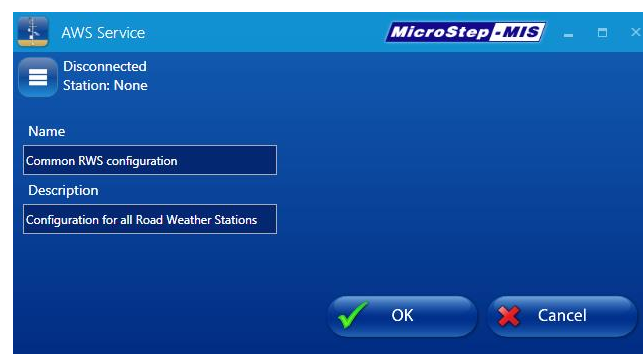 AWS Service
MicroStep-MIS
Disconnected
Station: None
Name
Common RWS configuration
Description
Configuration for all Road Weather Stations
OK
Cancel